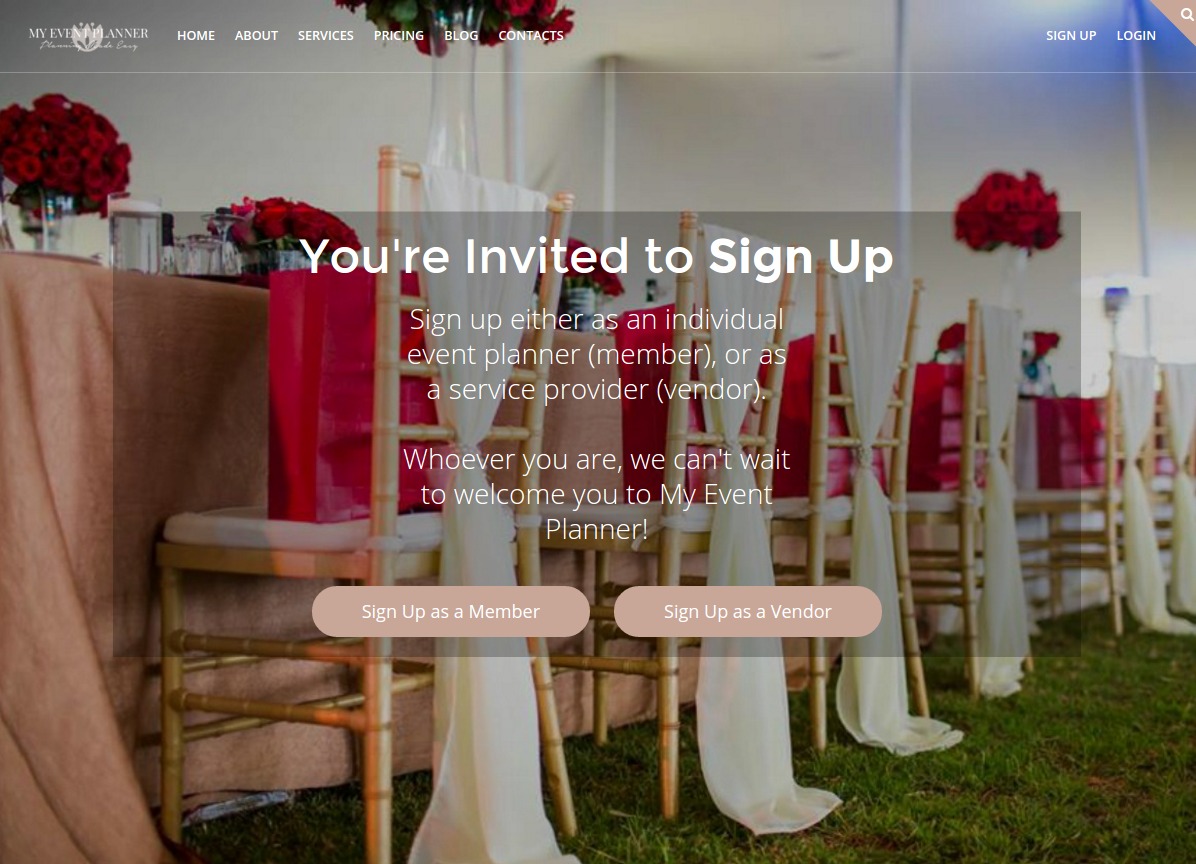 MY EVENT PLANNER
Planning Made Easy
HOME ABOUT SERVICES PRICING BLOG CONTACTS
SIGN UP LOGIN
You're Invited to Sign Up
Sign up either as an individual
event planner (member), or as
a service provider (vendor).
Whoever you are, we can't wait
to welcome you to My Event
Planner!
Sign Up as a Member
Sign Up as a Vendor